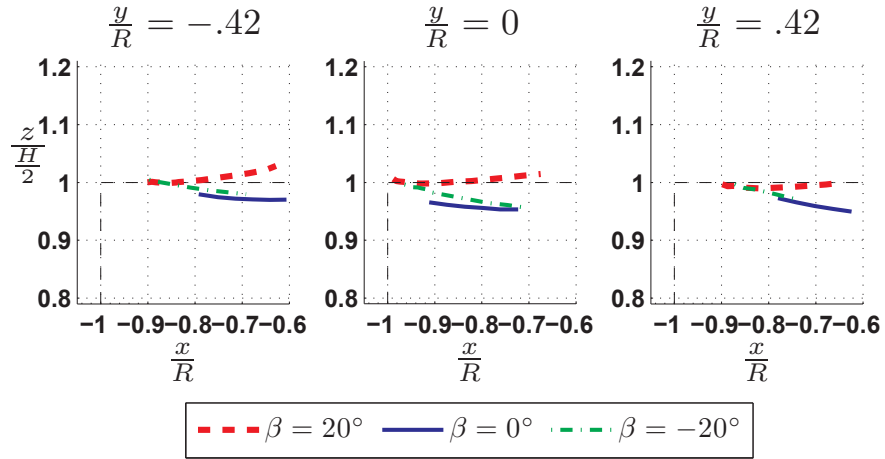 y/R = −.42 y/R = 0 y/R = .42
1.2 1.2 1.2
1.1 1.1 1.1
z/(H/2) 1 1 1
0.9 0.9 0.9
0.8 0.8 0.8
−1 −0.9 −0.8 −0.7 −0.6 −1 −0.9 −0.8 −0.7 −0.6 −1 −0.9 −0.8 −0.7 −0.6
x/R x/R x/R
β = 20° β = 0° β = −20°